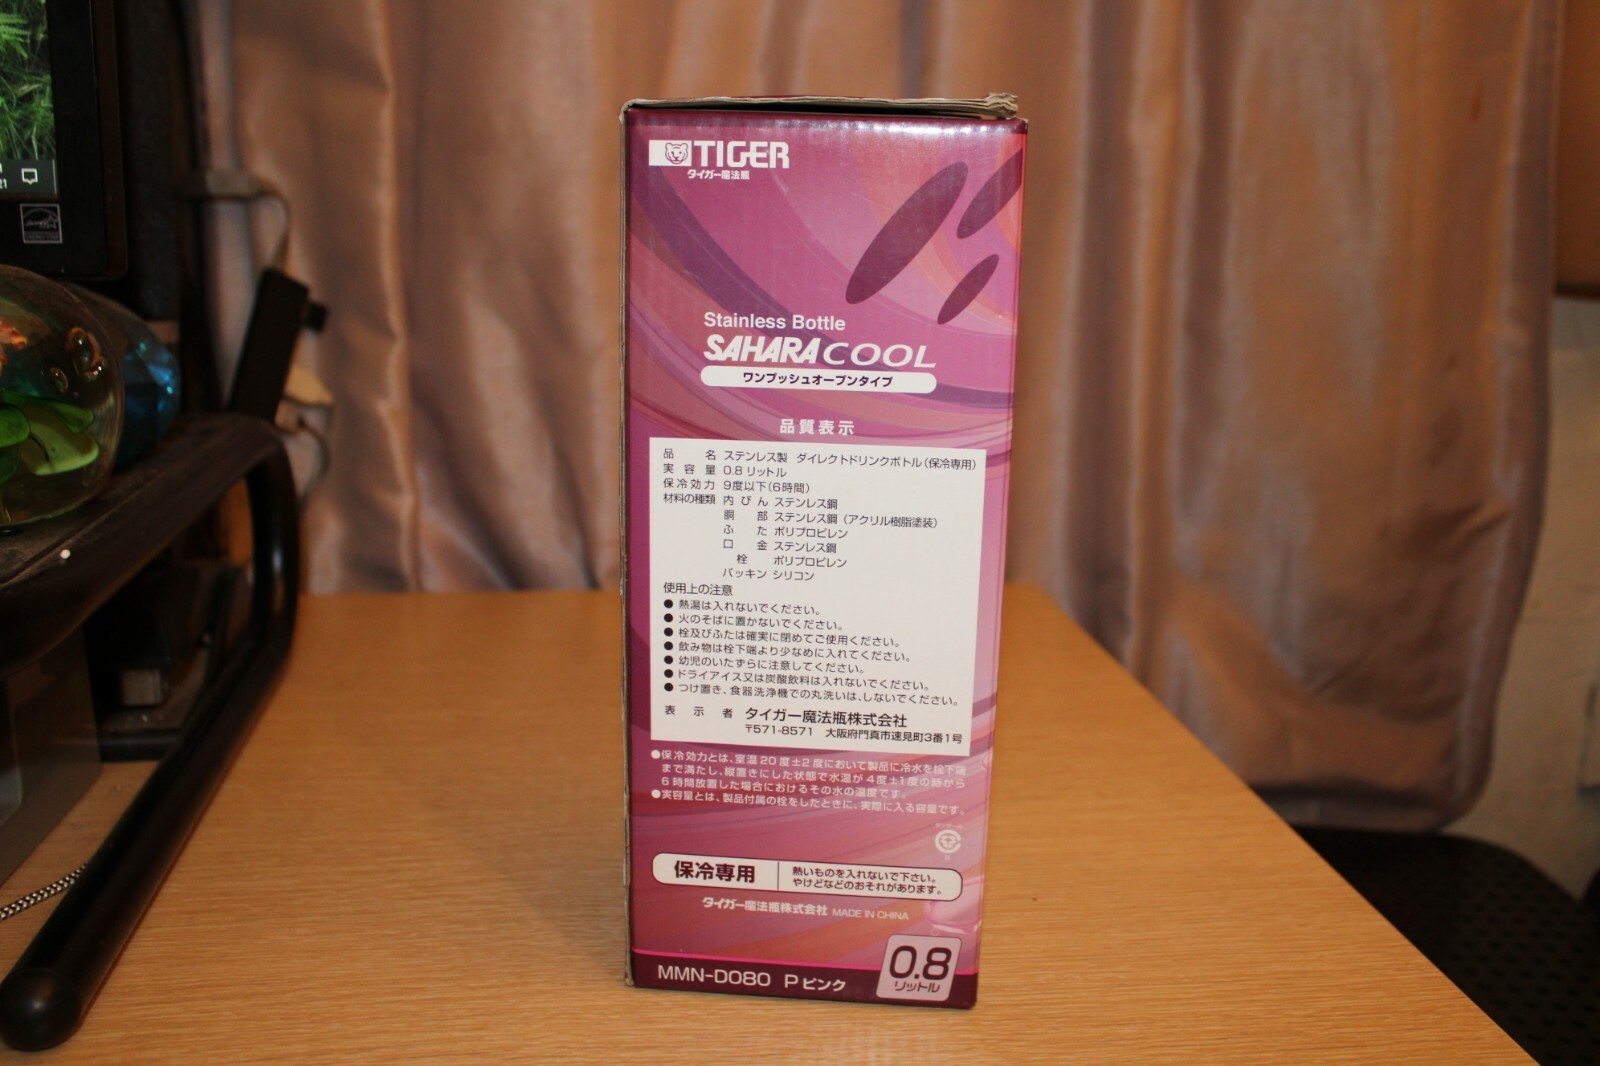 TIGER
タイガー魔法瓶
Stainless Bottle
SAHARA COOL
ワンプッシュオープンタイプ
品質表示
品名 ステンレス製 ダイレクトドリンクボトル(保冷専用)
実容量 0.8リットル
保冷効力 9度以下(6時間)
材料の種類 内びん ステンレス鋼
胴部 ステンレス鋼(アクリル樹脂塗装)
ふた ポリプロピレン
口金 ステンレス鋼
栓 ポリプロピレン
パッキン シリコン
使用上の注意
●熱湯は入れないでください。
●火のそばに置かないでください。
●栓及びふたは確実に閉めてご使用ください。
●飲み物は栓下端より少なめに入れてください。
●幼児のいたずらに注意してください。
●ドライアイス又は炭酸飲料は入れないでください。
●つけ置き、食器洗浄機での丸洗いは、しないでください。
表示者 タイガー魔法瓶株式会社
〒571-8571 大阪府門真市速見町3番1号
●保冷効力とは、室温20度±2度において製品に冷水を栓下端
まで満たし、縦置きにした状態で水温が4度±1度の時から
6時間放置した場合におけるその水の温度です。
●実容量とは、製品付属の栓をしたときに、実際に入る容量です。
保冷専用
熱いものを入れないで下さい。
やけどなどのおそれがあります。
タイガー魔法瓶株式会社 MADE IN CHINA
MMN-D080 P ピンク
0.8
リットル